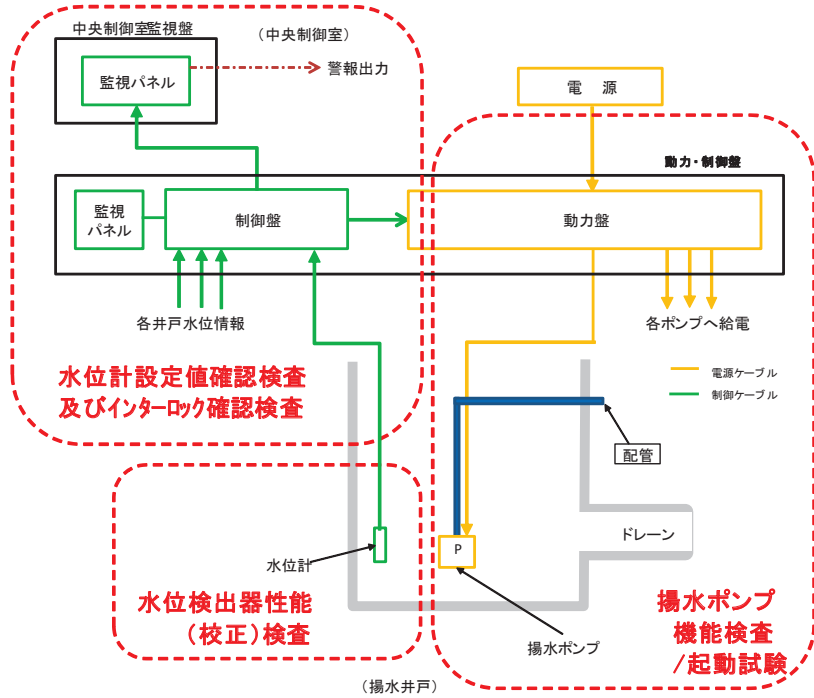 中央制御室監視盤
(中央制御室)
監視パネル
警報出力
電 源
動力・制御盤
監視
パネル
制御盤
動力盤
各井戸水位情報
各ポンプへ給電
水位計設定値確認検査
及びインターロック確認検査
電源ケーブル
制御ケーブル
配管
水位計
P
ドレーン
水位検出器性能
(校正)検査
揚水ポンプ
揚水ポンプ
機能検査
/起動試験
(揚水井戸)